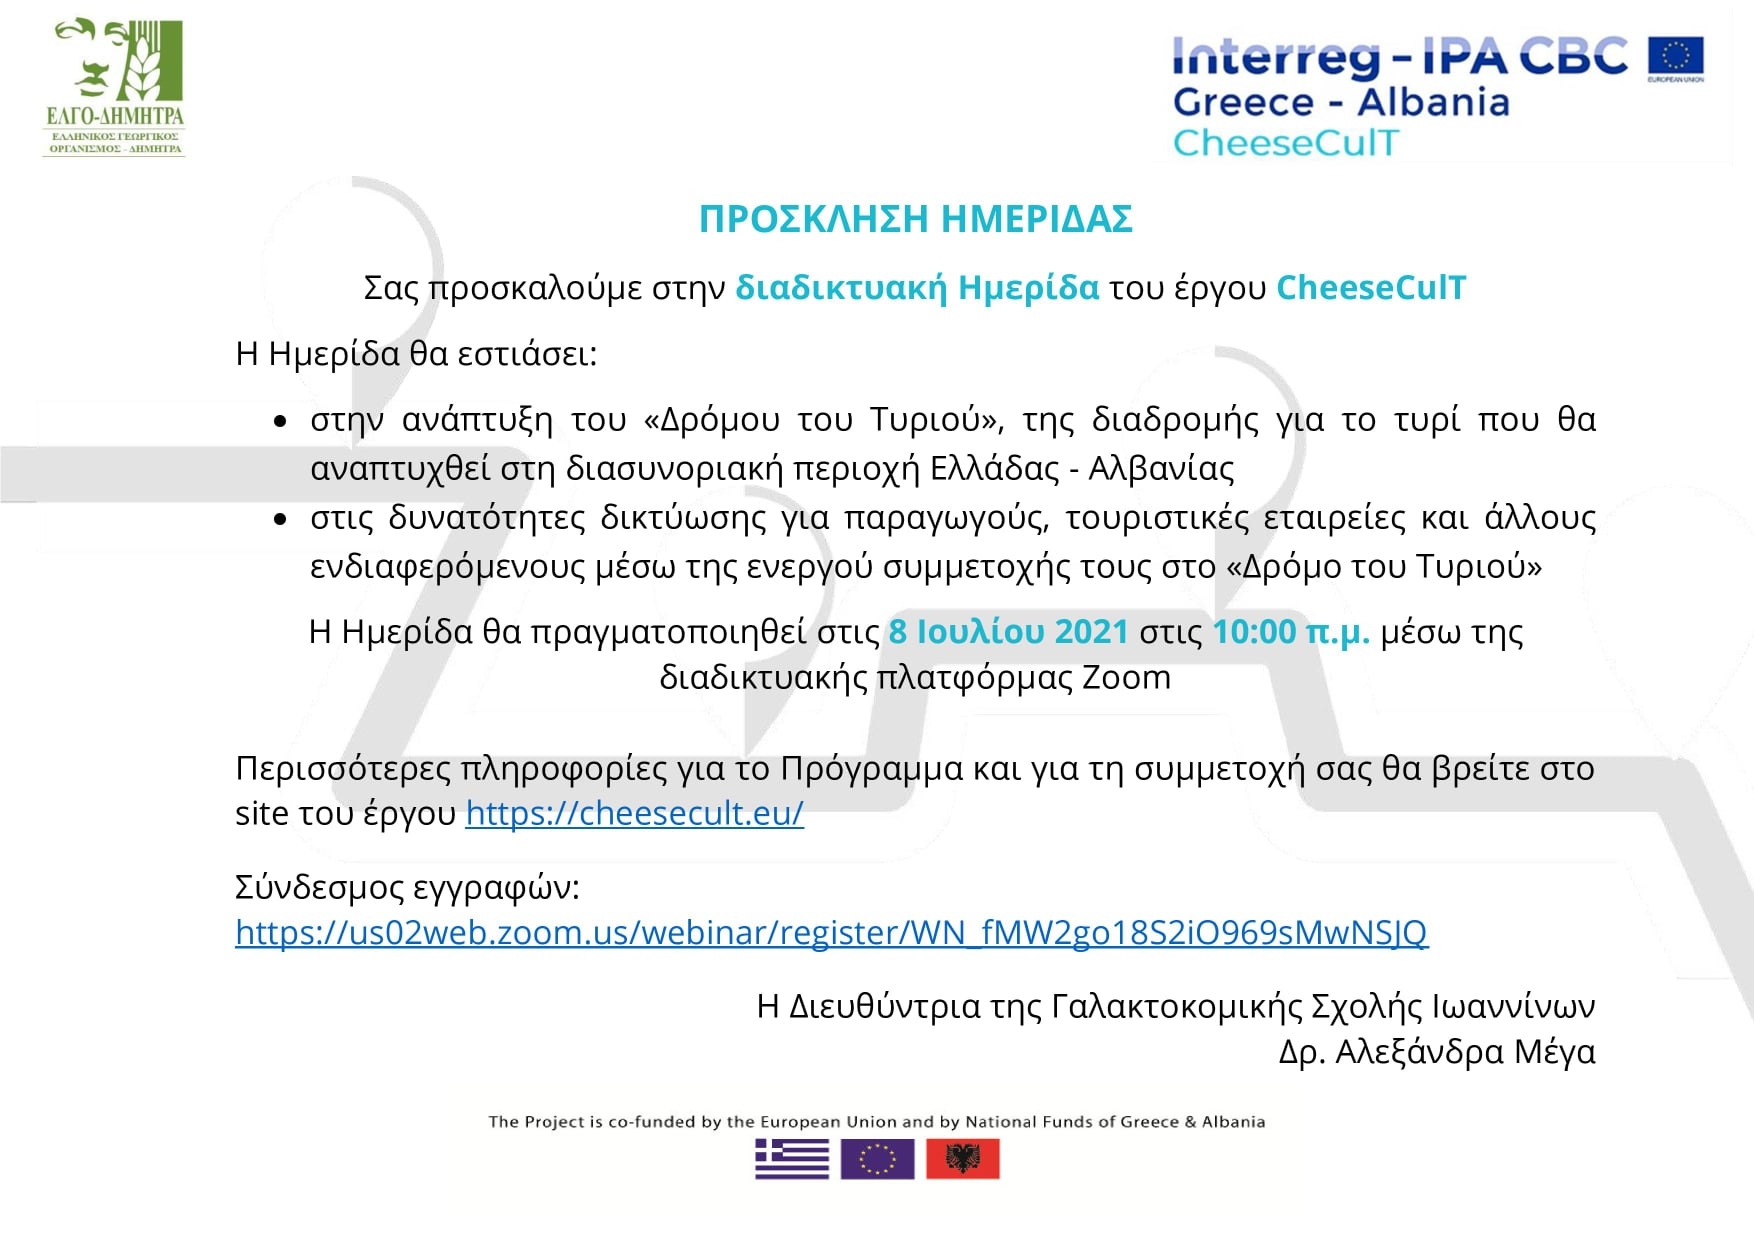 ΕΛΓΟ-ΔΗΜΗΤΡΑ
ΕΛΛΗΝΙΚΟΣ ΓΕΩΡΓΙΚΟΣ
ΟΡΓΑΝΙΣΜΟΣ - ΔΗΜΗΤΡΑ
Interreg - IPA CBC
EUROPEAN UNION
Greece - Albania
CheeseCulT
ΠΡΟΣΚΛΗΣΗ ΗΜΕΡΙΔΑΣ
Σας προσκαλούμε στην διαδικτυακή Ημερίδα του έργου CheeseCulT
Η Ημερίδα θα εστιάσει:
• στην ανάπτυξη του «Δρόμου του Τυριού», της διαδρομής για το τυρί που θα
αναπτυχθεί στη διασυνοριακή περιοχή Ελλάδας - Αλβανίας
• στις δυνατότητες δικτύωσης για παραγωγούς, τουριστικές εταιρείες και άλλους
ενδιαφερόμενους μέσω της ενεργού συμμετοχής τους στο «Δρόμο του Τυριού»
Η Ημερίδα θα πραγματοποιηθεί στις 8 Ιουλίου 2021 στις 10:00 π.μ. μέσω της
διαδικτυακής πλατφόρμας Zoom
Περισσότερες πληροφορίες για το Πρόγραμμα και για τη συμμετοχή σας θα βρείτε στο
site του έργου https://cheesecult.eu/
Σύνδεσμος εγγραφών:
https://us02web.zoom.us/webinar/register/WN_fMW2go18S2iO969sMwNSJQ
Η Διευθύντρια της Γαλακτοκομικής Σχολής Ιωαννίνων
Δρ. Αλεξάνδρα Μέγα
The Project is co-funded by the European Union and by National Funds of Greece & Albania